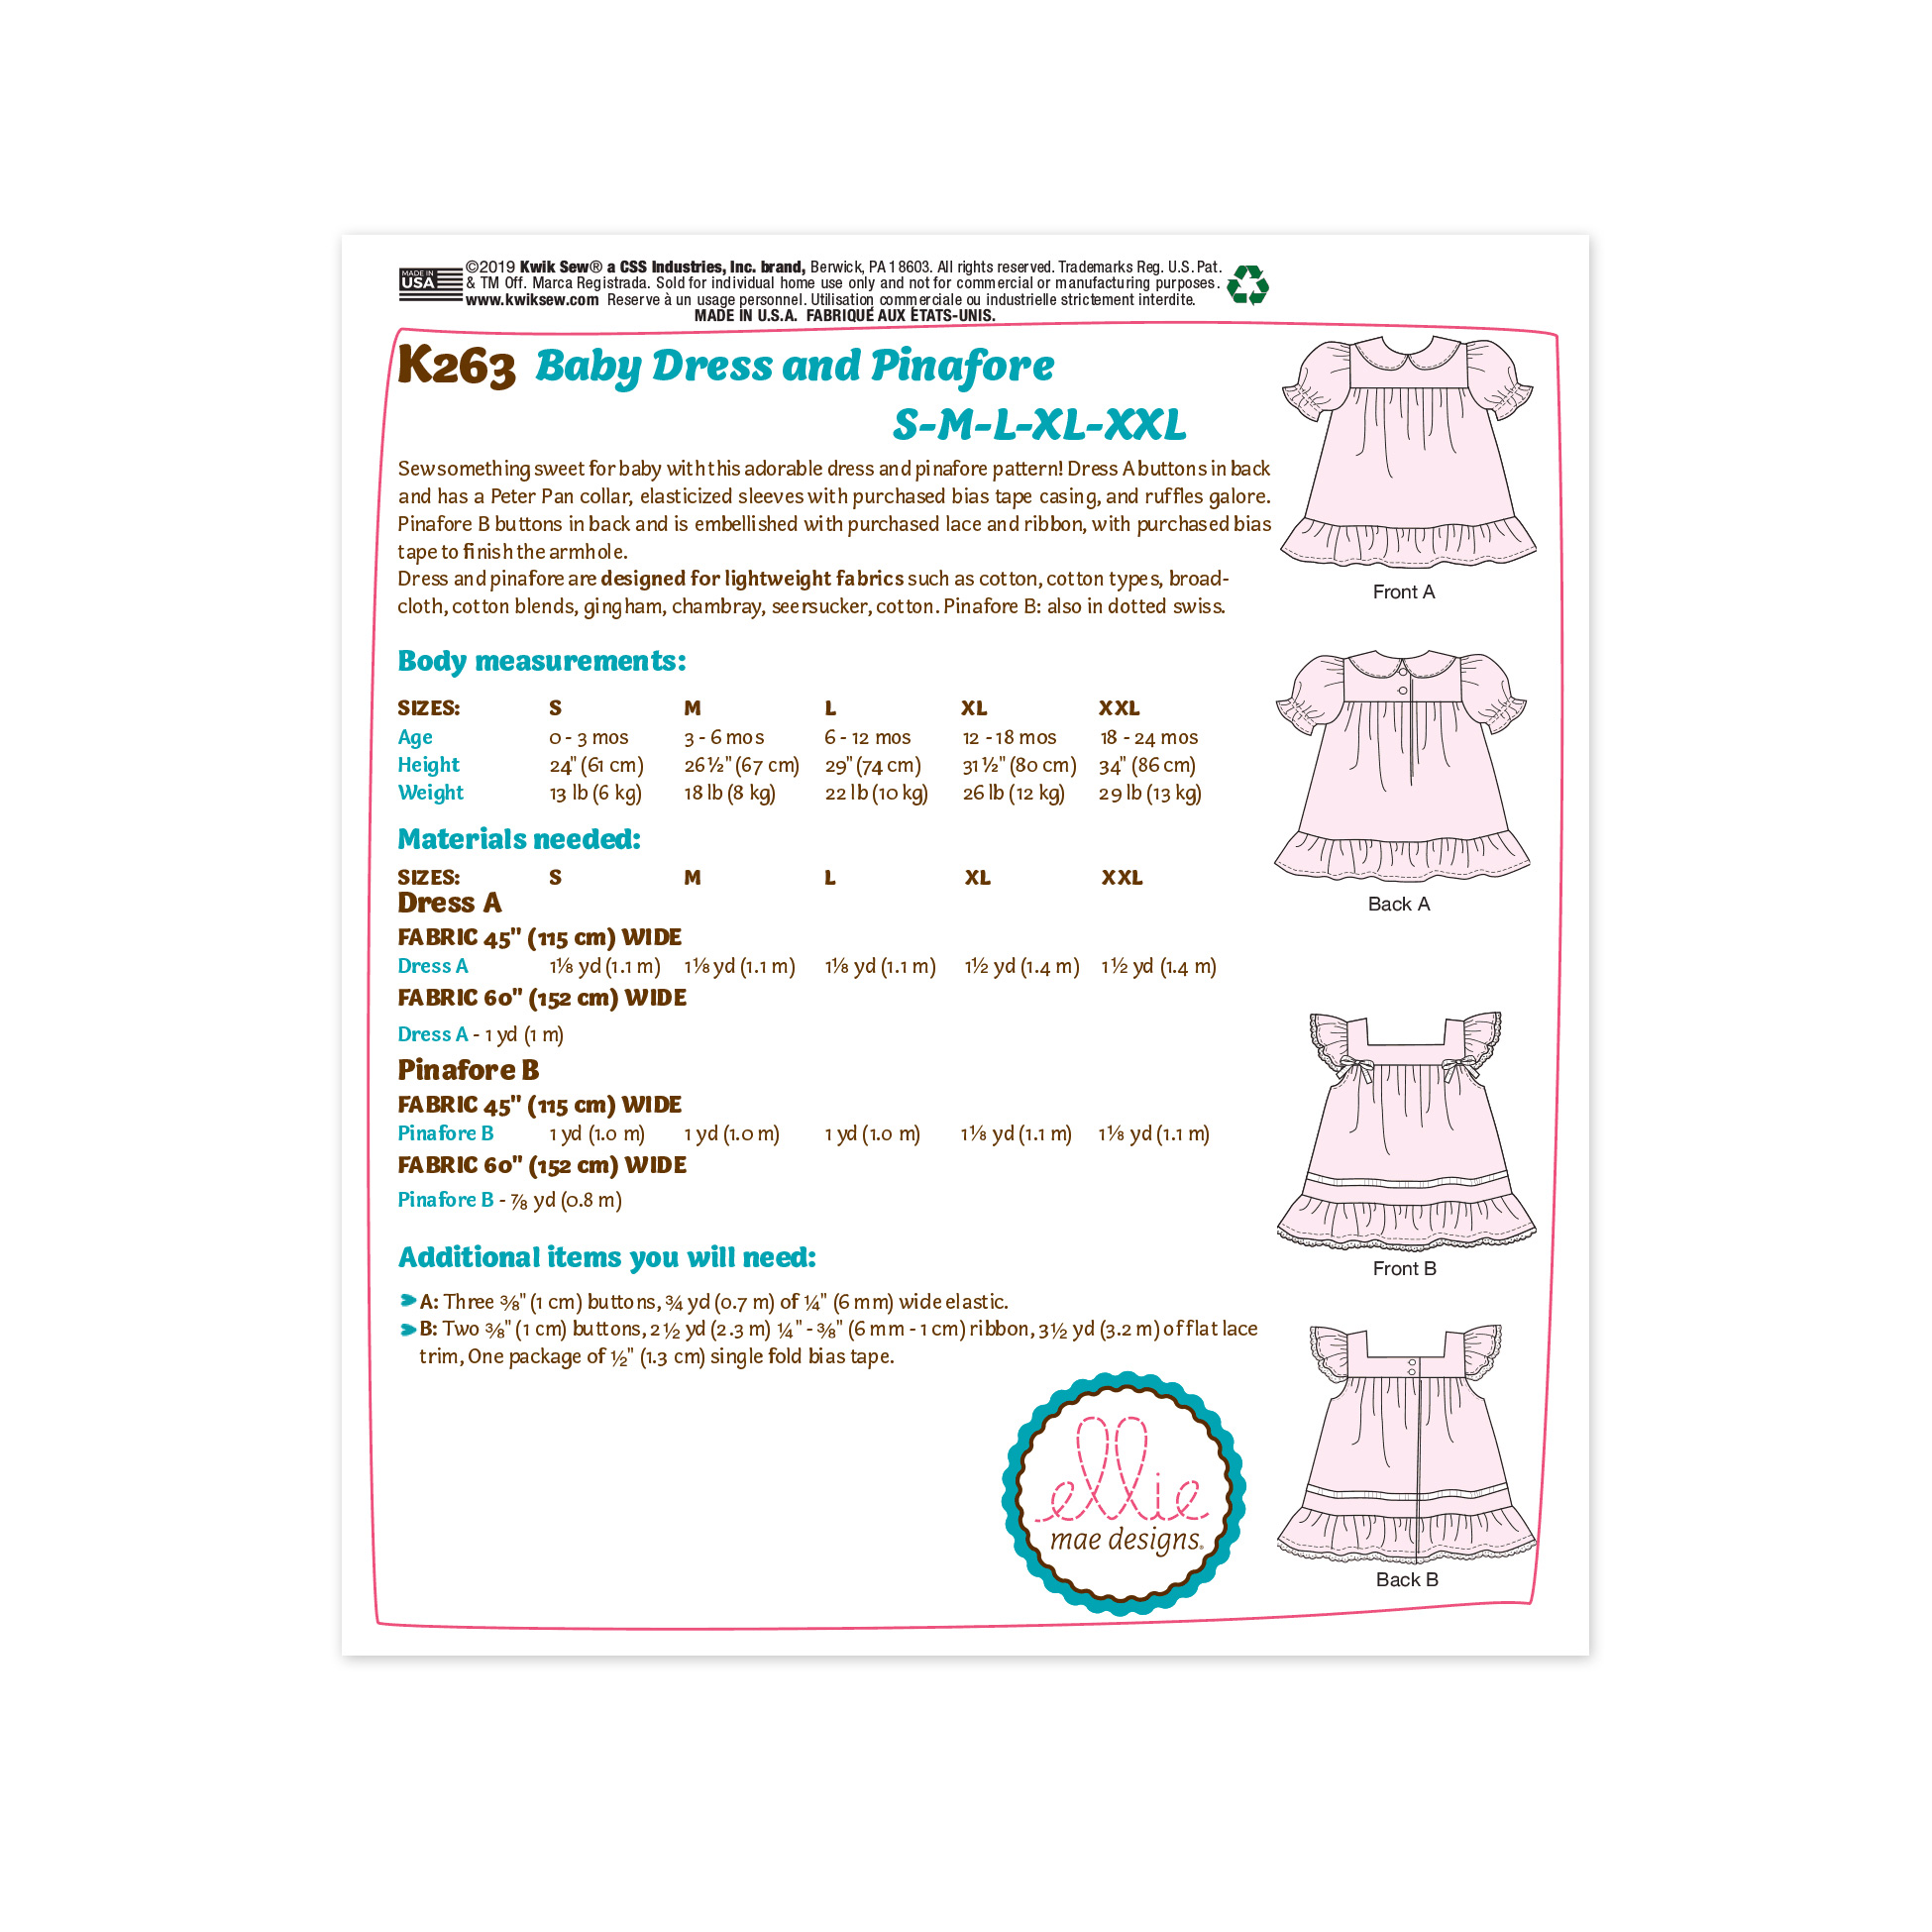 MADE IN
USA
©2019 Kwik Sew® a CSS Industries, Inc. brand, Berwick, PA 18603. All rights reserved. Trademarks Reg. U.S. Pat.
& TM Off. Marca Registrada. Sold for individual home use only and not for commercial or manufacturing purposes.
www.kwiksew.com Reserve à un usage personnel. Utilisation commerciale ou industrielle strictement interdite.
MADE IN U.S.A. FABRIQUÉ AUX ÉTATS-UNIS.
K263 Baby Dress and Pinafore
S-M-L-XL-XXL
Sew something sweet for baby with this adorable dress and pinafore pattern! Dress A buttons in back
and has a Peter Pan collar, elasticized sleeves with purchased bias tape casing, and ruffles galore.
Pinafore B buttons in back and is embellished with purchased lace and ribbon, with purchased bias
tape to finish the armhole.
Dress and pinafore are designed for lightweight fabrics such as cotton, cotton types, broad-
cloth, cotton blends, gingham, chambray, seersucker, cotton. Pinafore B: also in dotted swiss.
Body measurements:
SIZES: S M L XL XXL
Age 0 - 3 mos 3 - 6 mos 6 - 12 mos 12 - 18 mos 18 - 24 mos
Height 24" (61 cm) 26½" (67 cm) 29" (74 cm) 31½" (80 cm) 34" (86 cm)
Weight 13 lb (6 kg) 18 lb (8 kg) 22 lb (10 kg) 26 lb (12 kg) 29 lb (13 kg)
Materials needed:
SIZES: S M L XL XXL
Dress A
FABRIC 45" (115 cm) WIDE
Dress A 1⅛ yd (1.1 m) 1⅛ yd (1.1 m) 1⅛ yd (1.1 m) 1½ yd (1.4 m) 1½ yd (1.4 m)
FABRIC 60" (152 cm) WIDE
Dress A - 1 yd (1 m)
Pinafore B
FABRIC 45" (115 cm) WIDE
Pinafore B 1 yd (1.0 m) 1 yd (1.0 m) 1 yd (1.0 m) 1⅛ yd (1.1 m) 1⅛ yd (1.1 m)
FABRIC 60" (152 cm) WIDE
Pinafore B - ⅞ yd (0.8 m)
Additional items you will need:
A: Three ⅜" (1 cm) buttons, ¾ yd (0.7 m) of ¼" (6 mm) wide elastic.
B: Two ⅜" (1 cm) buttons, 2½ yd (2.3 m) ¼" - ⅜" (6 mm - 1 cm) ribbon, 3½ yd (3.2 m) of flat lace
trim, One package of ½" (1.3 cm) single fold bias tape.
ellie
mae designs®
Front A
Back A
Front B
Back B